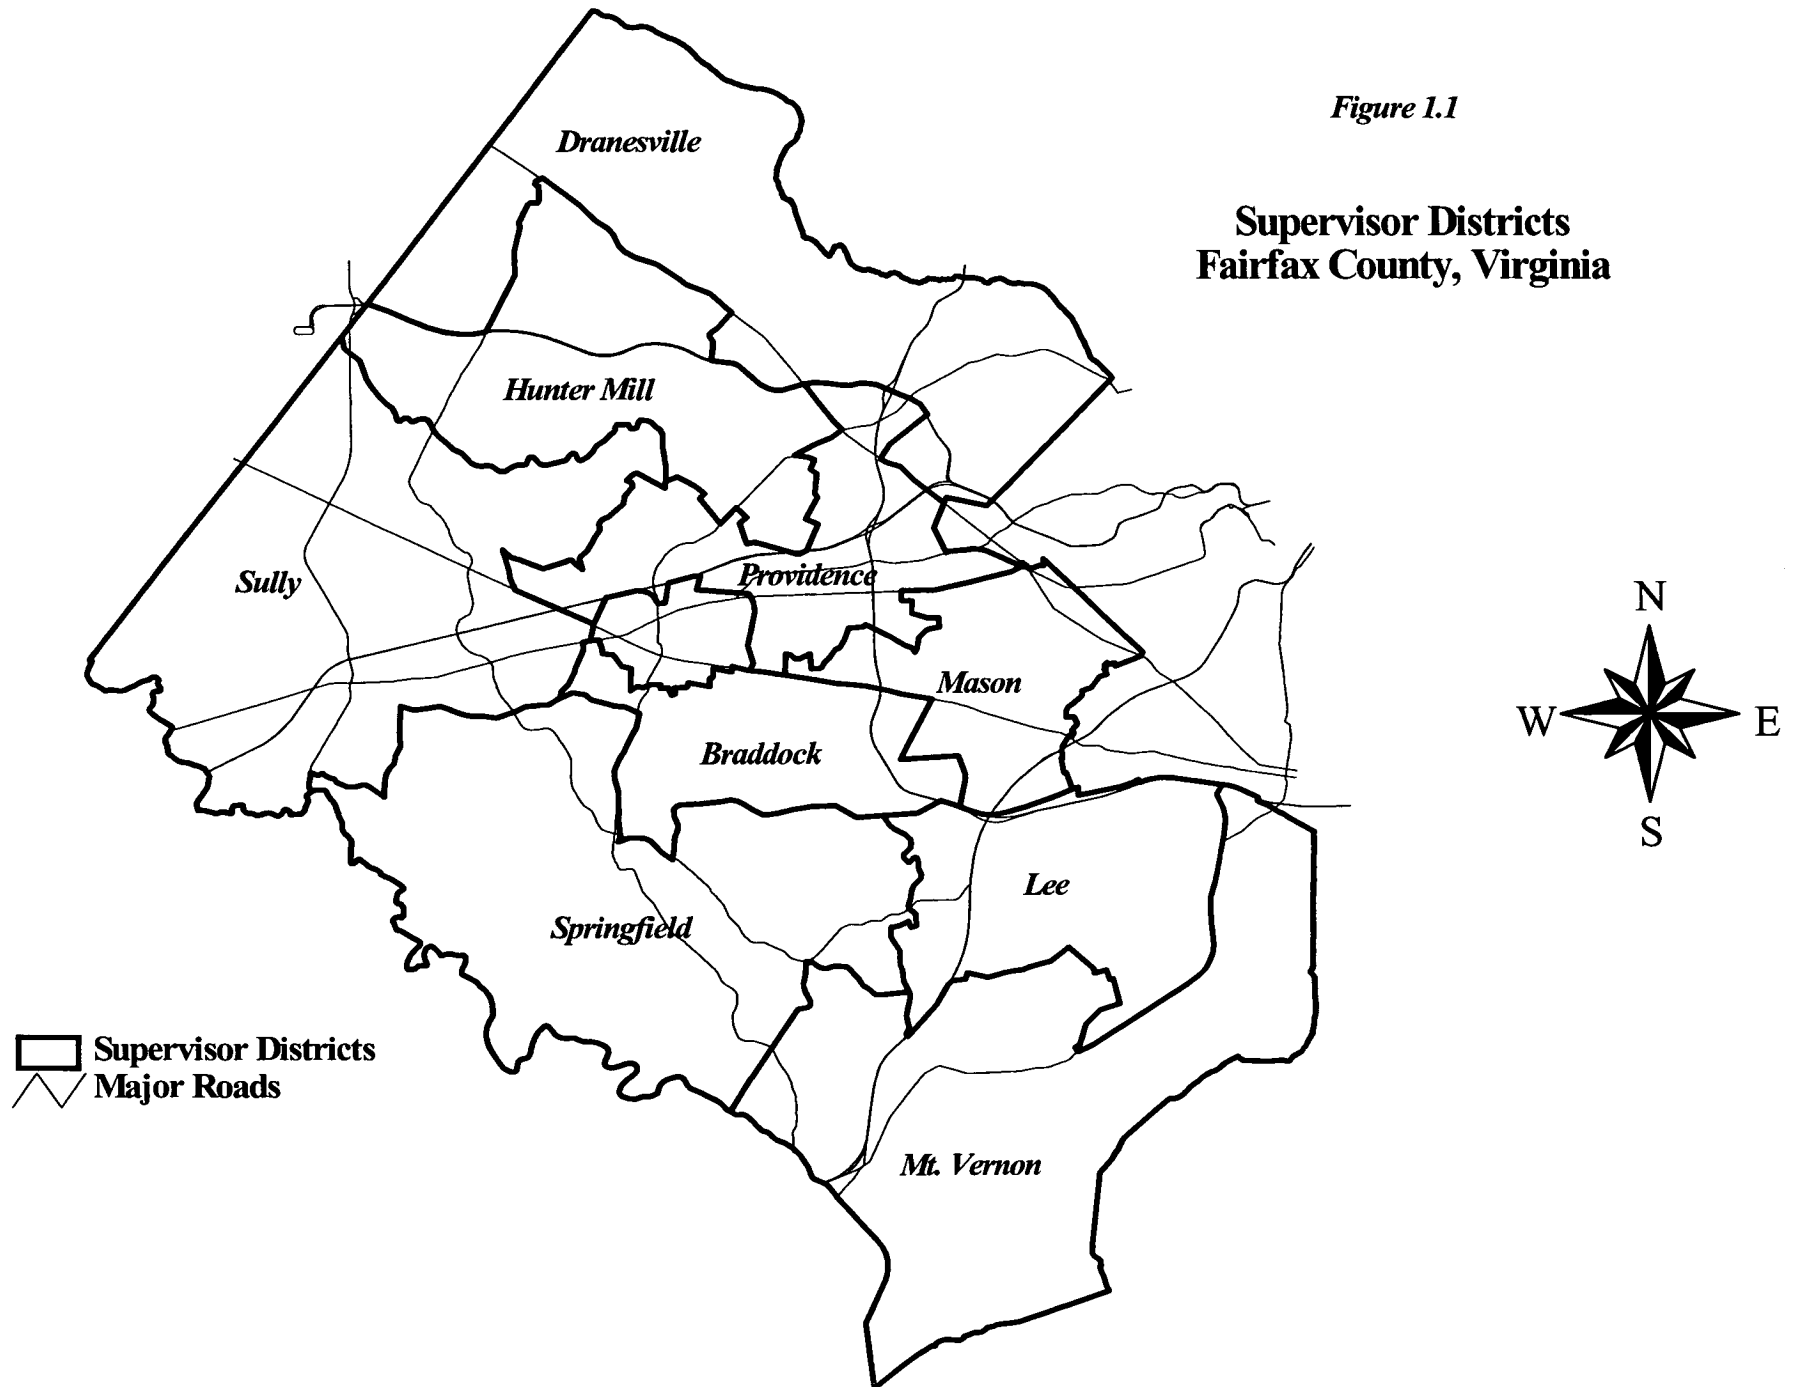 Figure 1.1
Supervisor Districts
Fairfax County, Virginia
Dranesville
Hunter Mill
Sully
Providence
Mason
Braddock
Lee
Springfield
Mt. Vernon
N
W E
S
Supervisor Districts
Major Roads